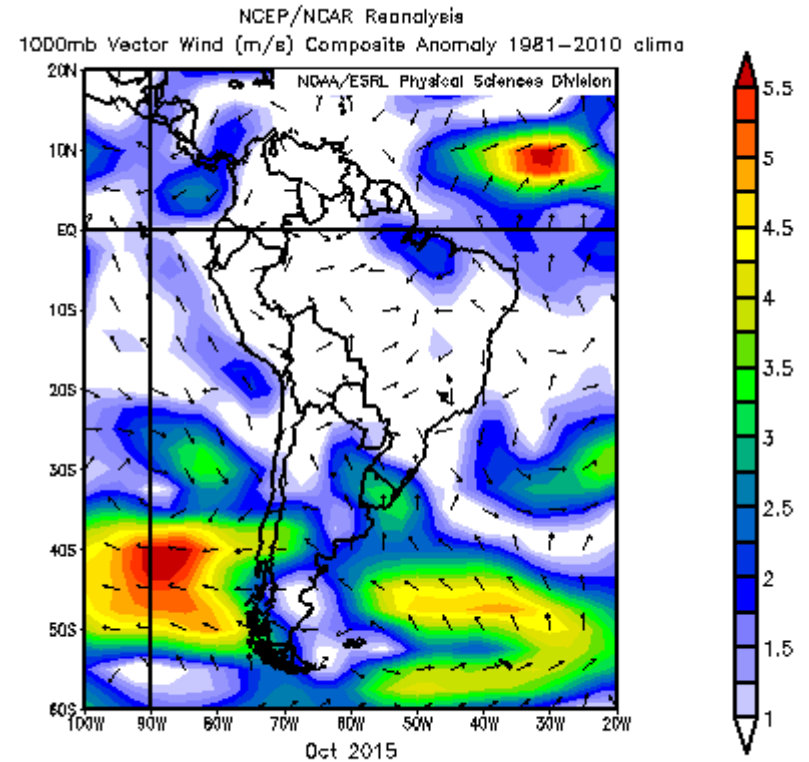 NCEP/NCAR Reanalysis
1000mb Vector Wind (m/s) Composite Anomaly 1981-2010 clima
NOAA/ESRL Physical Sciences Division
20N
10N
EQ
10S
20S
30S
40S
50S
60S
100W 90W 80W 70W 60W 50W 40W 30W 20W
Oct 2015
5.5
5
4.5
4
3.5
3
2.5
2
1.5
1